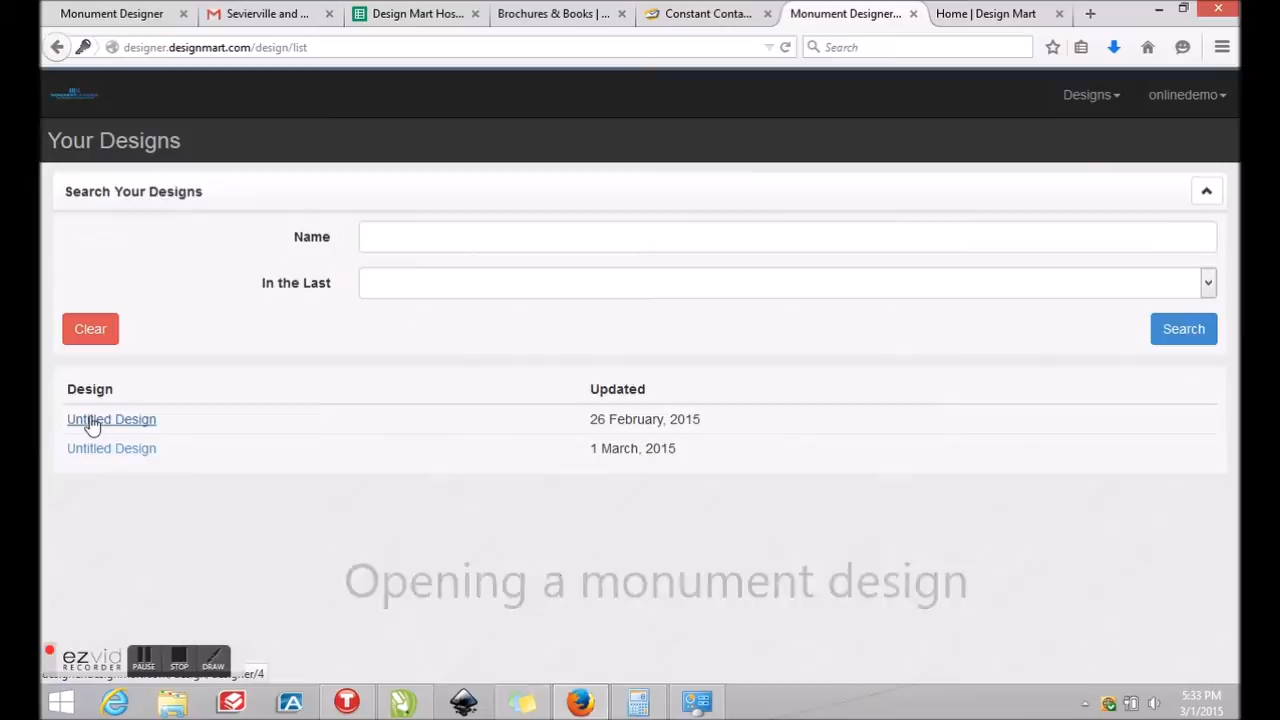 Monument Designer
Sevierville and ...
Design Mart Hos...
Brochures & Books | ...
Constant Conta...
Monument Designer...
Home | Design Mart
designer.designmart.com/design/list
Search
Designs
onlinedemo
Your Designs
Search Your Designs
Name
In the Last
Clear
Search
Design
Updated
Untitled Design
26 February, 2015
Untitled Design
1 March, 2015
Opening a monument design
ezvid
RECORDER
PAUSE
STOP
DRAW
5:33 PM
3/1/2015